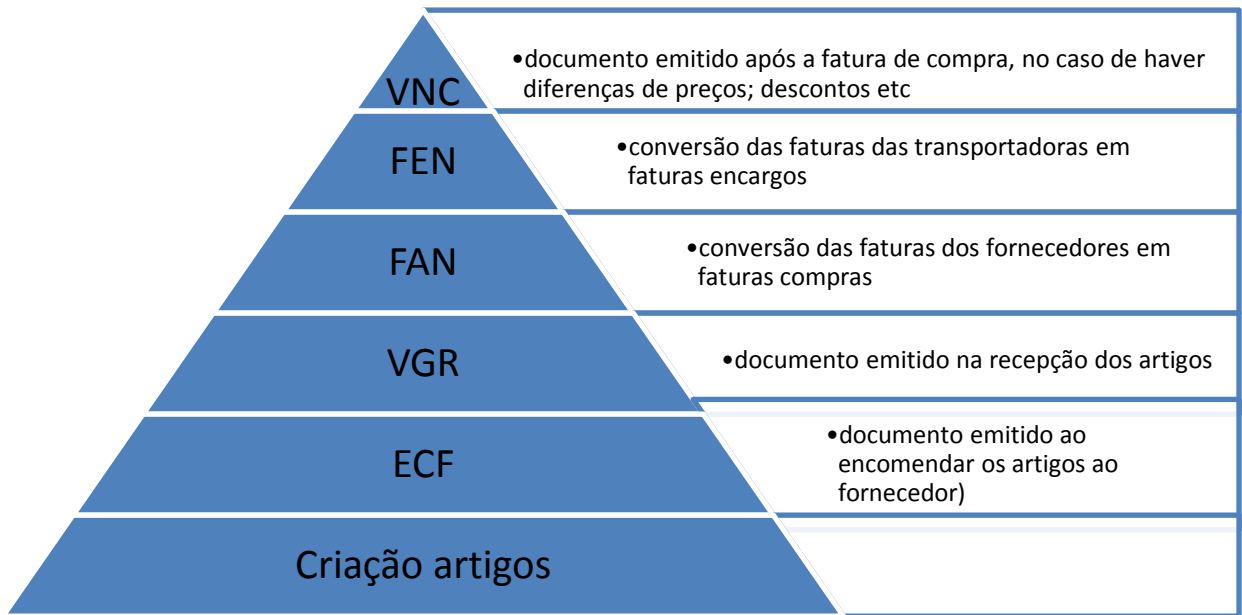 VNC
•documento emitido após a fatura de compra, no caso de haver
diferenças de preços; descontos etc
FEN
•conversão das faturas das transportadoras em
faturas encargos
FAN
•conversão das faturas dos fornecedores em
faturas compras
VGR
•documento emitido na recepção dos artigos
ECF
•documento emitido ao
encomendar os artigos ao
fornecedor)
Criação artigos